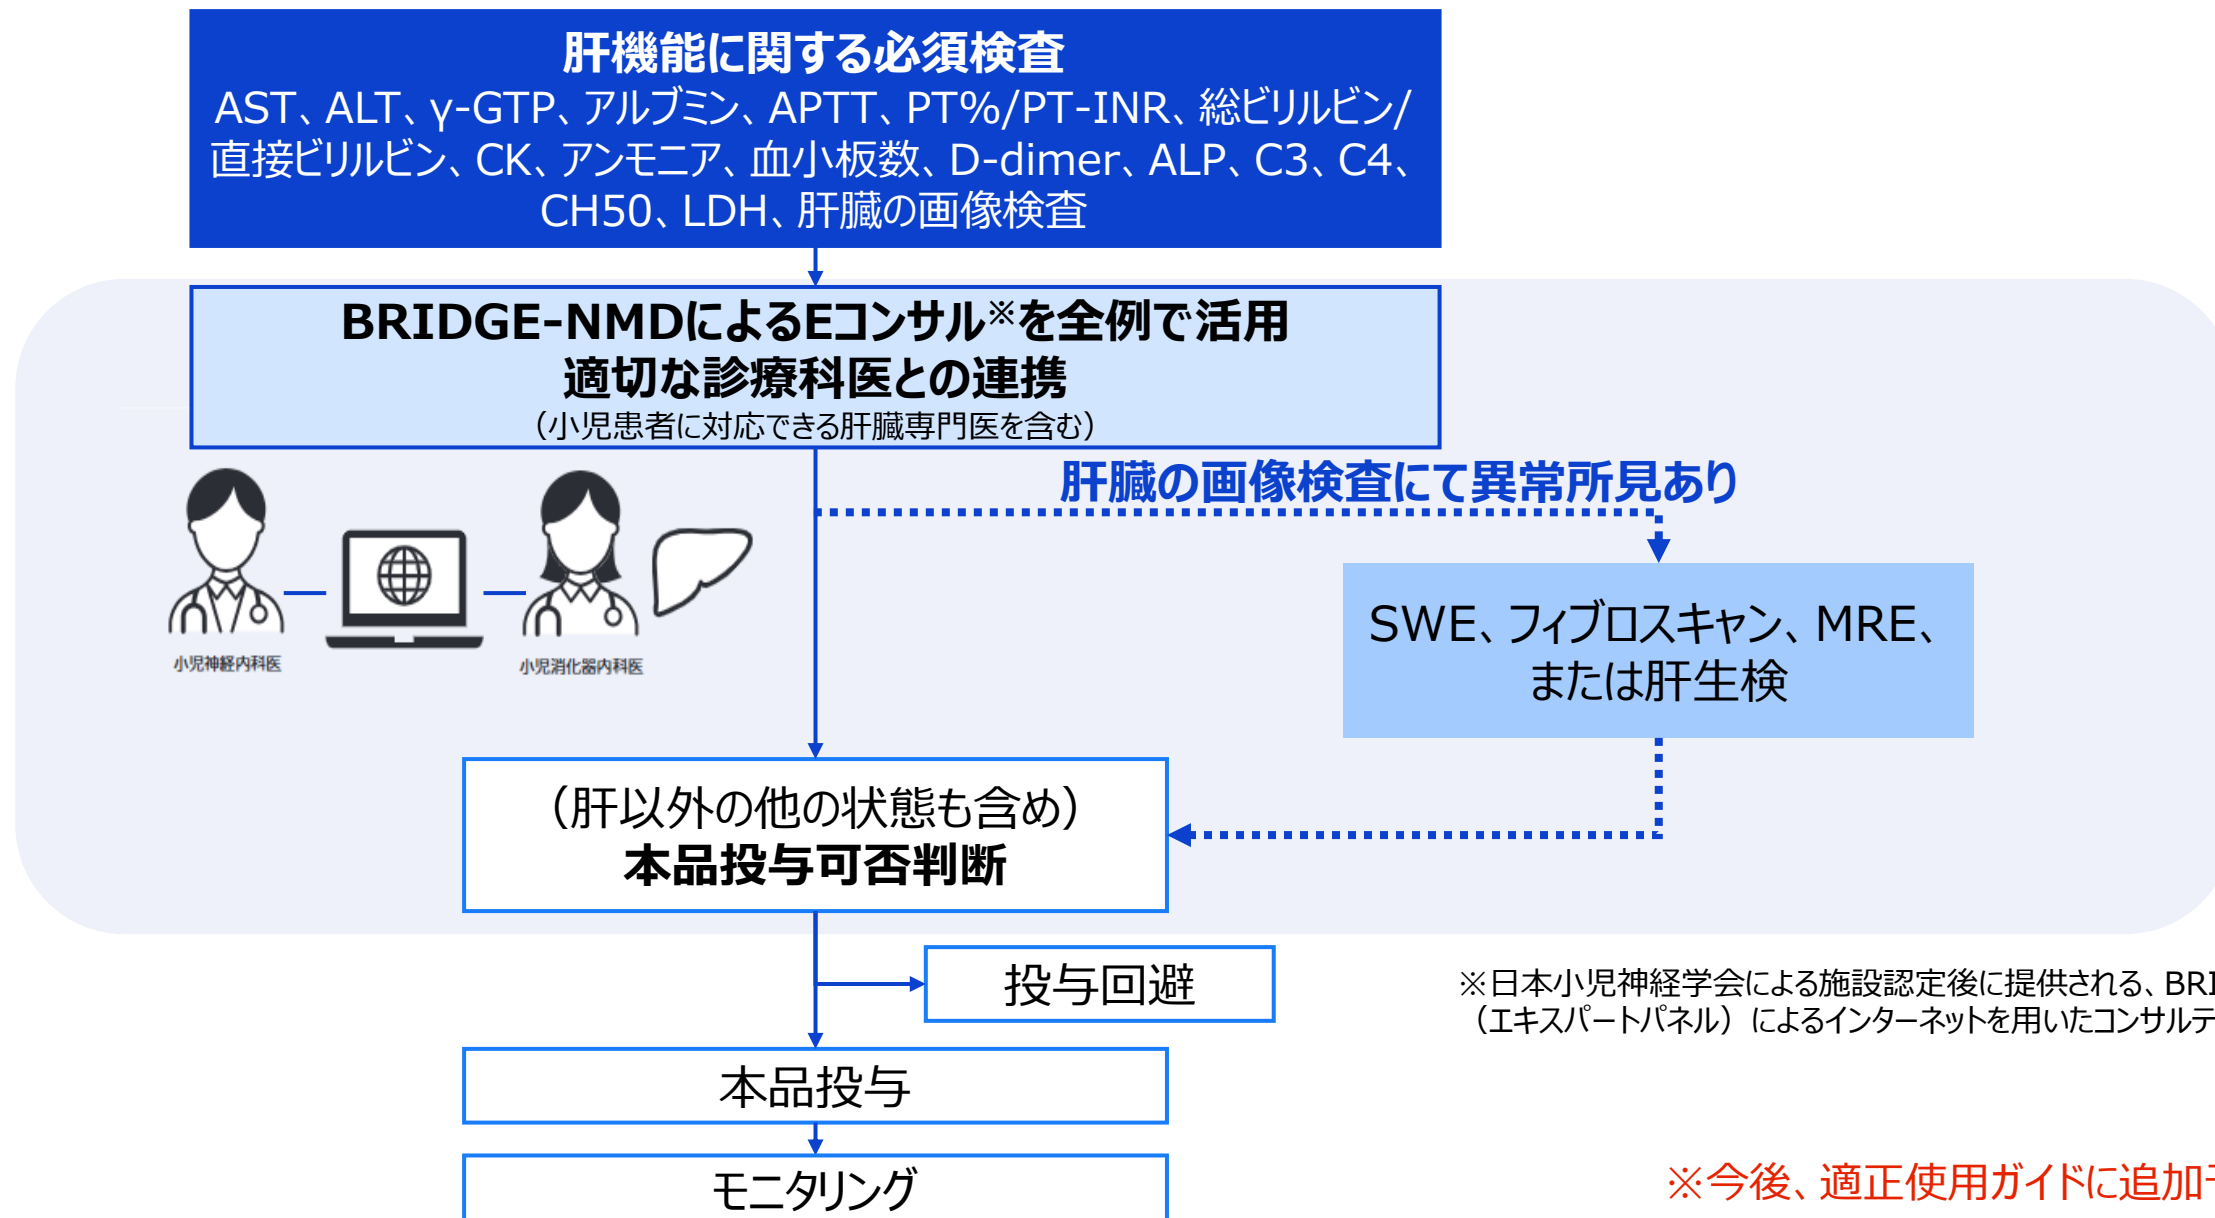 肝機能に関する必須検査
AST、ALT、γ-GTP、アルブミン、APTT、PT%/PT-INR、総ビリルビン/
直接ビリルビン、CK、アンモニア、血小板数、D-dimer、ALP、C3、C4、
CH50、LDH、肝臓の画像検査
BRIDGE-NMDによるEコンサル※を全例で活用
適切な診療科医との連携
（小児患者に対応できる肝臓専門医を含む）
肝臓の画像検査にて異常所見あり
小児神経内科医
小児消化器内科医
SWE、フィブロスキャン、MRE、
または肝生検
（肝以外の他の状態も含め）
本品投与可否判断
投与回避
※日本小児神経学会による施設認定後に提供される、BRI
（エキスパートパネル）によるインターネットを用いたコンサルテ
本品投与
モニタリング
※今後、適正使用ガイドに追加